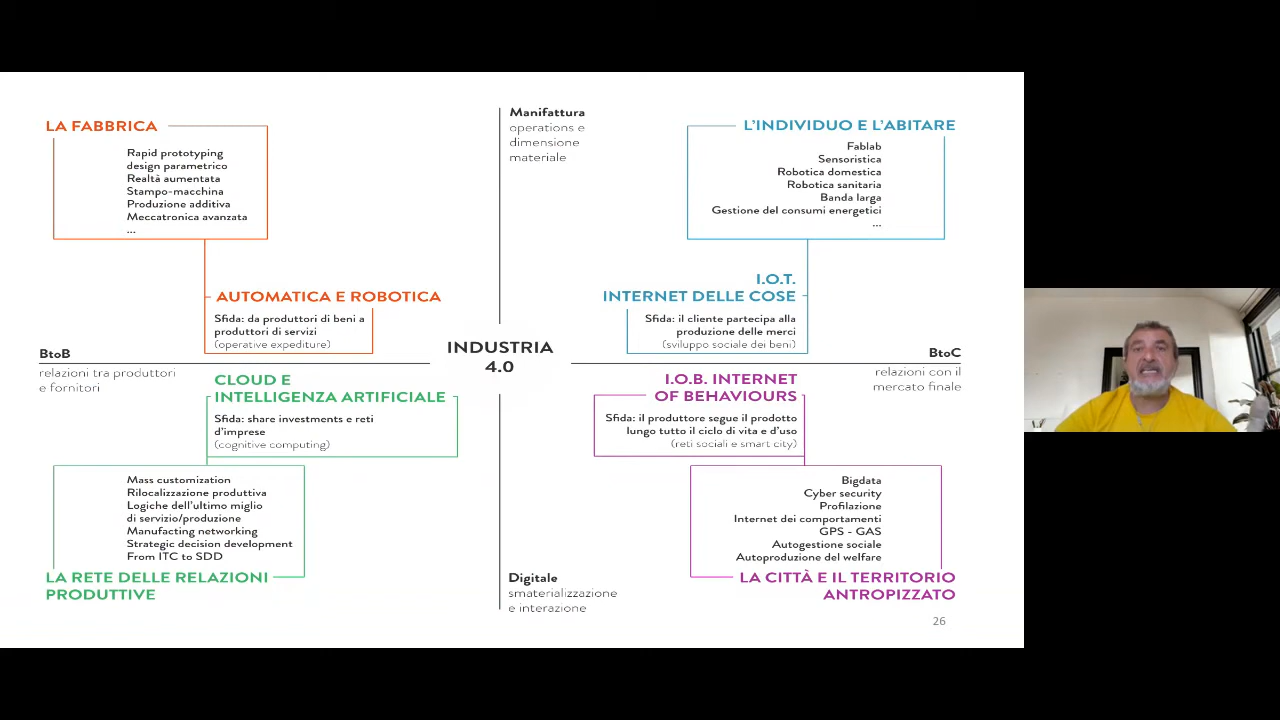 LA FABBRICA
Rapid prototyping
design parametrico
Realtà aumentata
Stampo-macchina
Produzione additiva
Meccatronica avanzata
...
AUTOMATICA E ROBOTICA
Sfida: da produttori di beni a
produttori di servizi
(operative expediture)
Manifattura
operations e
dimensione
materiale
L'INDIVIDUO E L'ABITARE
Fablab
Sensoristica
Robotica domestica
Robotica sanitaria
Banda larga
Gestione del consumi energetici
...
I.O.T.
INTERNET DELLE COSE
Sfida: il cliente partecipa alla
produzione delle merci
(sviluppo sociale dei beni)
BtoB
relazioni tra produttori
e fornitori
INDUSTRIA
4.0
BtoC
relazioni con il
mercato finale
CLOUD E
INTELLIGENZA ARTIFICIALE
Sfida: share investments e reti
d'imprese
(cognitive computing)
Mass customization
Rilocalizzazione produttiva
Logiche dell'ultimo miglio
di servizio/produzione
Manufacting networking
Strategic decision development
From ITC to SDD
LA RETE DELLE RELAZIONI
PRODUTTIVE
I.O.B. INTERNET
OF BEHAVIOURS
Sfida: il produttore segue il prodotto
lungo tutto il ciclo di vita e d'uso
(reti sociali e smart city)
Bigdata
Cyber security
Profilazione
Internet dei comportamenti
GPS - GAS
Autogestione sociale
Autoproduzione del welfare
LA CITTÀ E IL TERRITORIO
ANTROPIZZATO
Digitale
smaterializzazione
e interazione
26